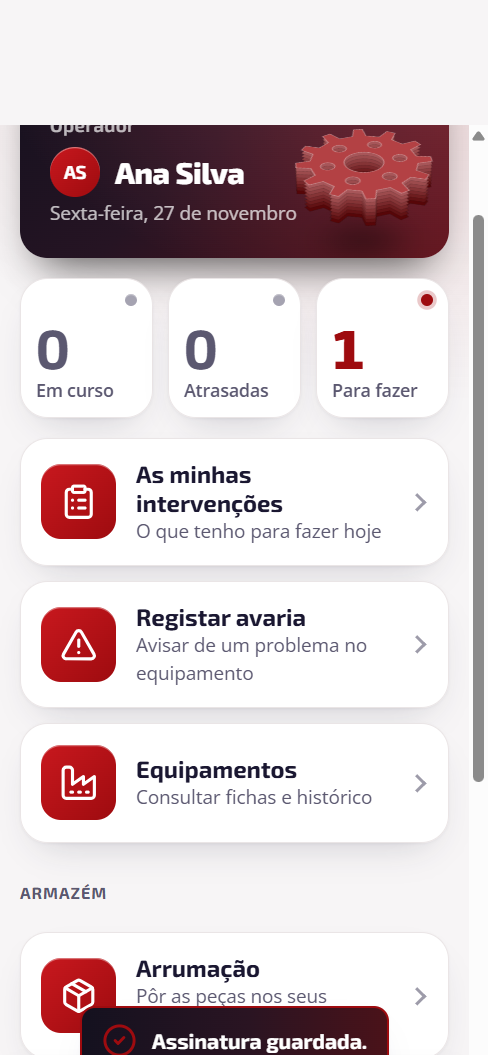 Operador
AS
Ana Silva
Sexta-feira, 27 de novembro
0
Em curso
0
Atrasadas
1
Para fazer
As minhas
intervenções
O que tenho para fazer hoje
Registar avaria
Avisar de um problema no
equipamento
Equipamentos
Consultar fichas e histórico
ARMAZÉM
Arrumação
Pôr as peças nos seus
Assinatura guardada.